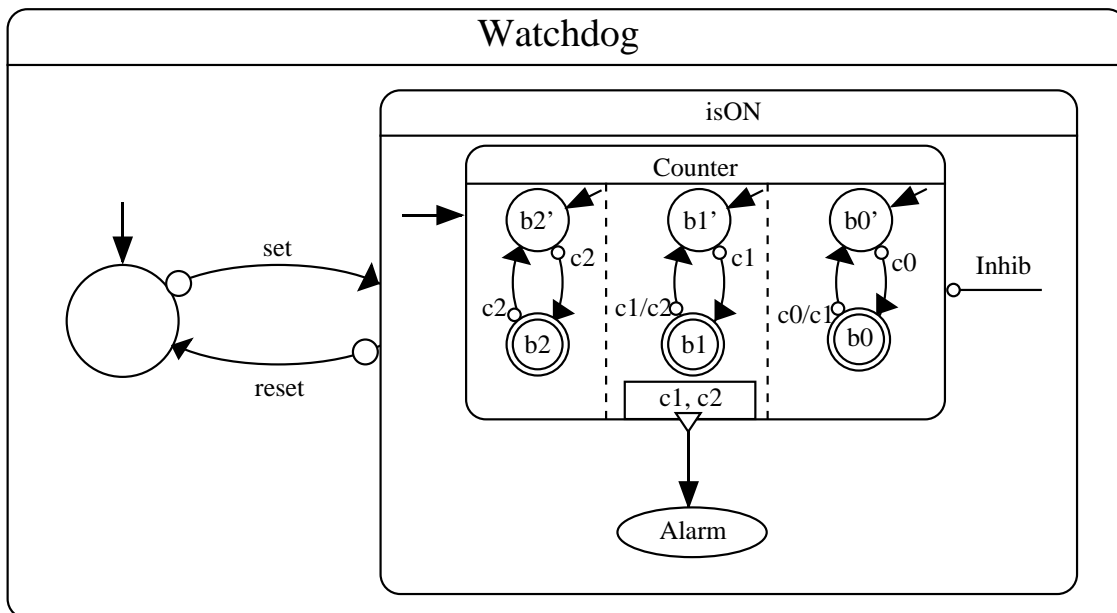 Watchdog
isON
Counter
b2’ b1’ b0’
c2 c1 c0
set
Inhib
c2 c1/c2 c0/c1
b2 b1 b0
reset
c1, c2
Alarm